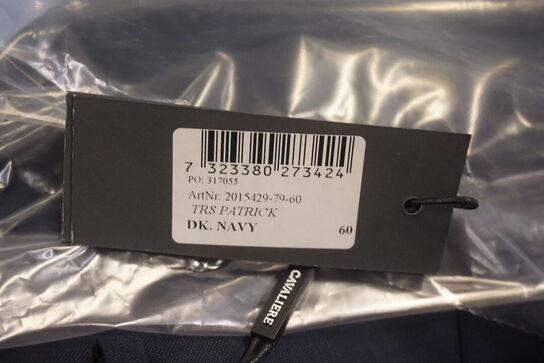 7 323380 273424
PO: 317055
ArtNr: 2015429-79-60
TRS PATRICK
DK. NAVY 60
CAVALIERE